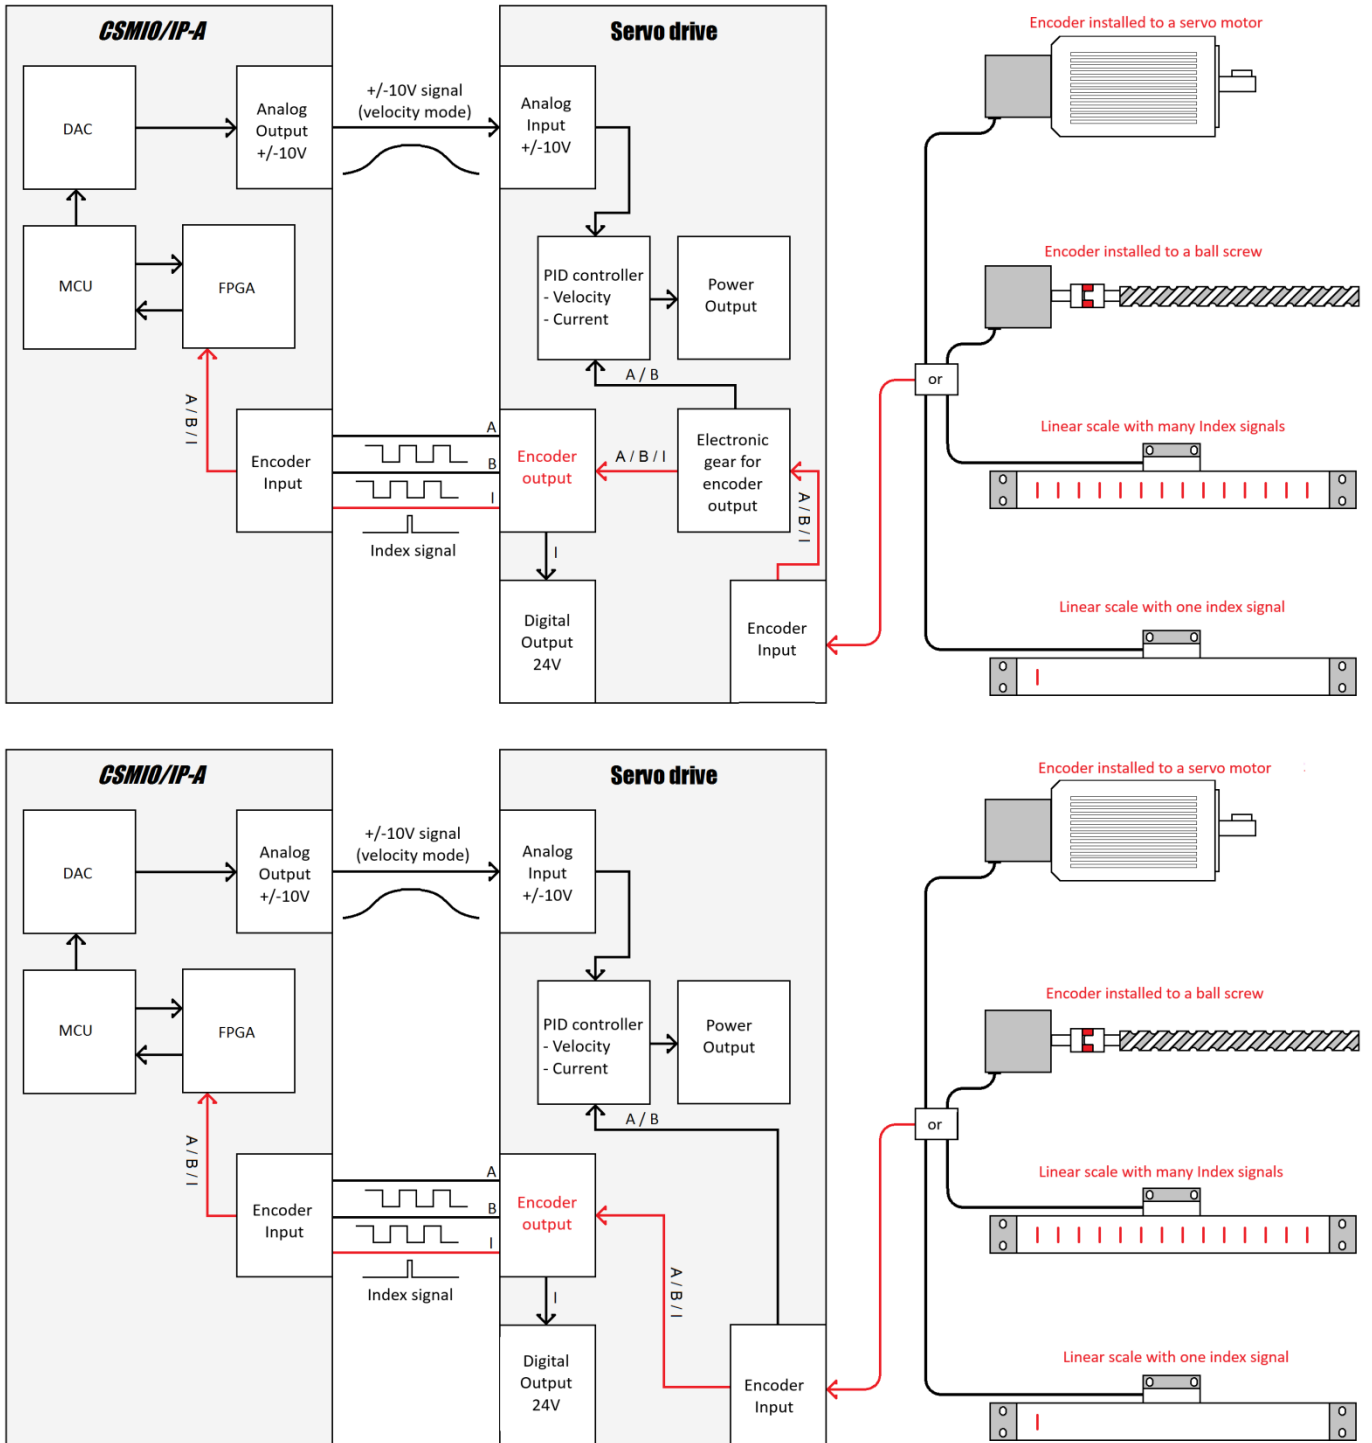 CSMIO/IP-A
Servo drive
Encoder installed to a servo motor
DAC
Analog
Output
+/-10V
+/-10V signal
(velocity mode)
Analog
Input
+/-10V
MCU
FPGA
PID controller
- Velocity
- Current
Power
Output
Encoder installed to a ball screw
A / B
or
A / B / I
Encoder
Input
A
B
I
Index signal
Encoder
output
A / B / I
Electronic
gear for
encoder
output
A / B / I
Linear scale with many Index signals
I
Digital
Output
24V
Encoder
Input
Linear scale with one index signal
CSMIO/IP-A
Servo drive
Encoder installed to a servo motor
DAC
Analog
Output
+/-10V
+/-10V signal
(velocity mode)
Analog
Input
+/-10V
MCU
FPGA
PID controller
- Velocity
- Current
Power
Output
Encoder installed to a ball screw
A / B
or
A / B / I
Encoder
Input
A
B
I
Index signal
Encoder
output
A / B / I
Linear scale with many Index signals
I
Digital
Output
24V
Encoder
Input
Linear scale with one index signal